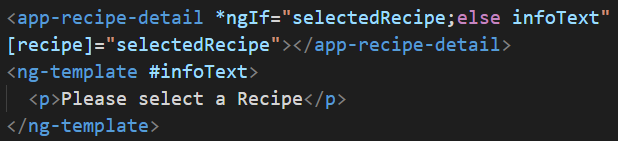 <app-recipe-detail *ngIf="selectedRecipe;else infoText"
[recipe]="selectedRecipe"></app-recipe-detail>
<ng-template #infoText>
  <p>Please select a Recipe</p>
</ng-template>